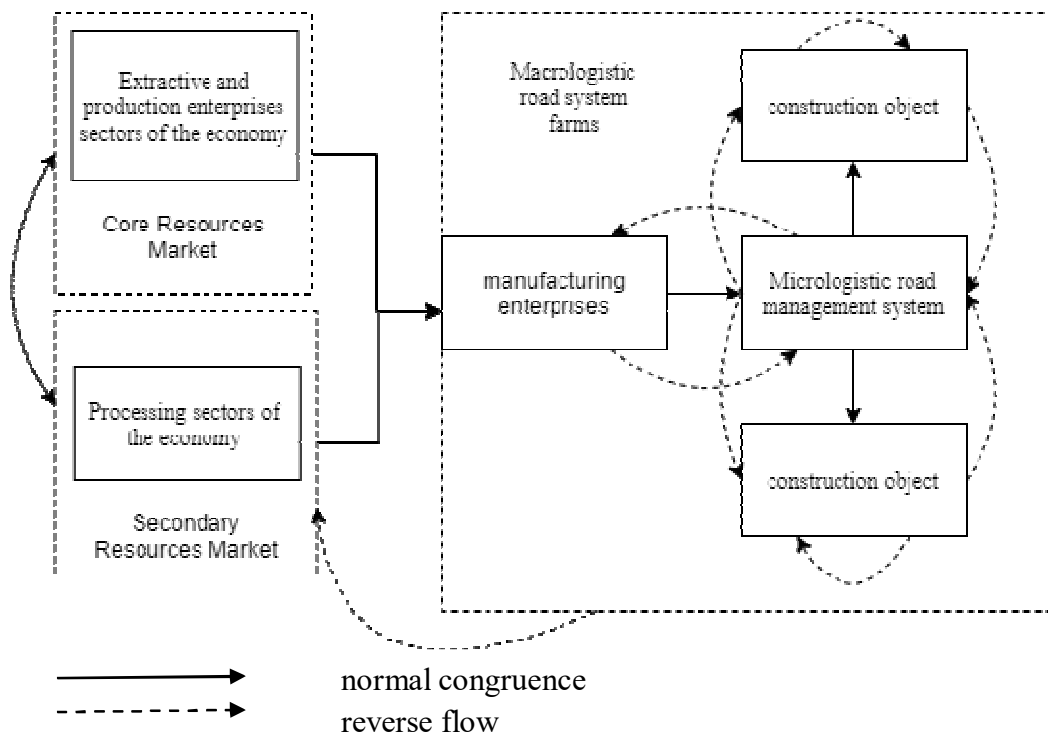 Extractive and
production enterprises
sectors of the economy
Core Resources
Market
Processing sectors of
the economy
Secondary
Resources Market
Macrologistic
road system
farms
construction object
manufacturing
enterprises
Micrologistic road
management system
construction object
normal congruence
reverse flow